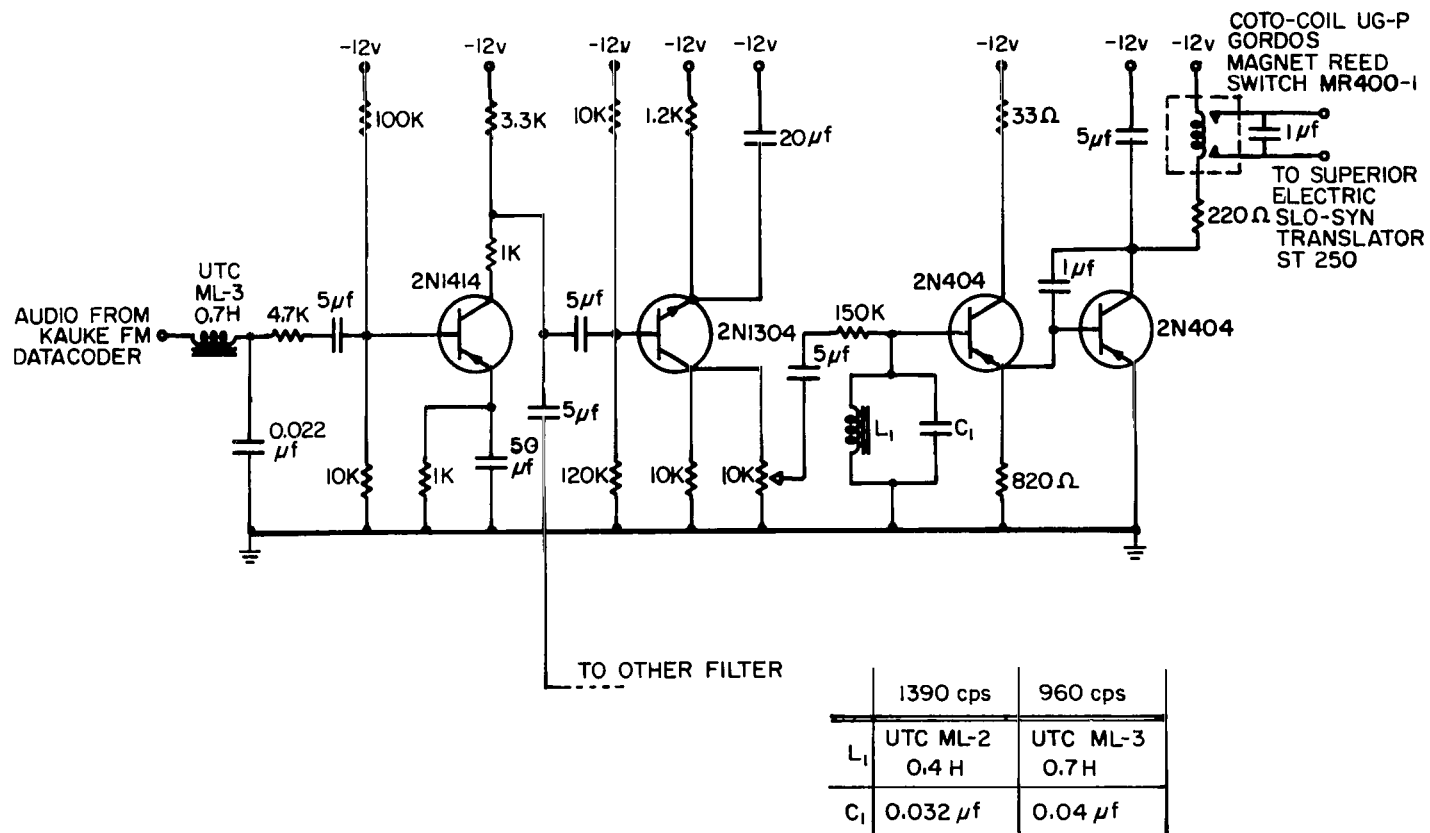 COTO-COIL UG-P
GORDOS
MAGNET REED
SWITCH MR400-1
-12v
-12v
-12v
-12v
-12v
-12v
-12v
-12v
100K
3.3K
10K
1.2K
20µf
33Ω
5µf
1µf
TO SUPERIOR
ELECTRIC
SLO-SYN
TRANSLATOR
ST 250
220Ω
1K
UTC
ML-3
0.7H
2N1414
2N404
1µf
AUDIO FROM
KAUKE FM
DATACODER
4.7K
5µf
5µf
2N1304
150K
2N404
5µf
5µf
0.022
µf
L1
C1
10K
1K
50
µf
120K
10K
10K
820Ω
TO OTHER FILTER
1390 cps
960 cps
L1
UTC ML-2
0.4 H
UTC ML-3
0.7H
C1
0.032 µf
0.04 µf